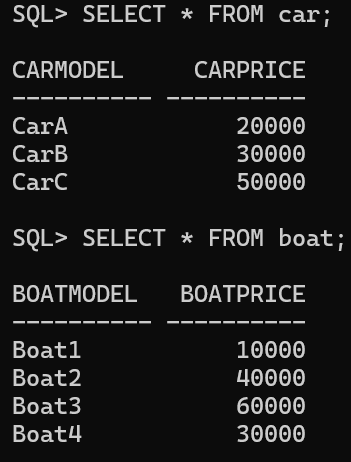 SQL> SELECT * FROM car;
CARMODEL     CARPRICE
---------- ----------
CarA            20000
CarB            30000
CarC            50000
SQL> SELECT * FROM boat;
BOATMODEL   BOATPRICE
---------- ----------
Boat1           10000
Boat2           40000
Boat3           60000
Boat4           30000